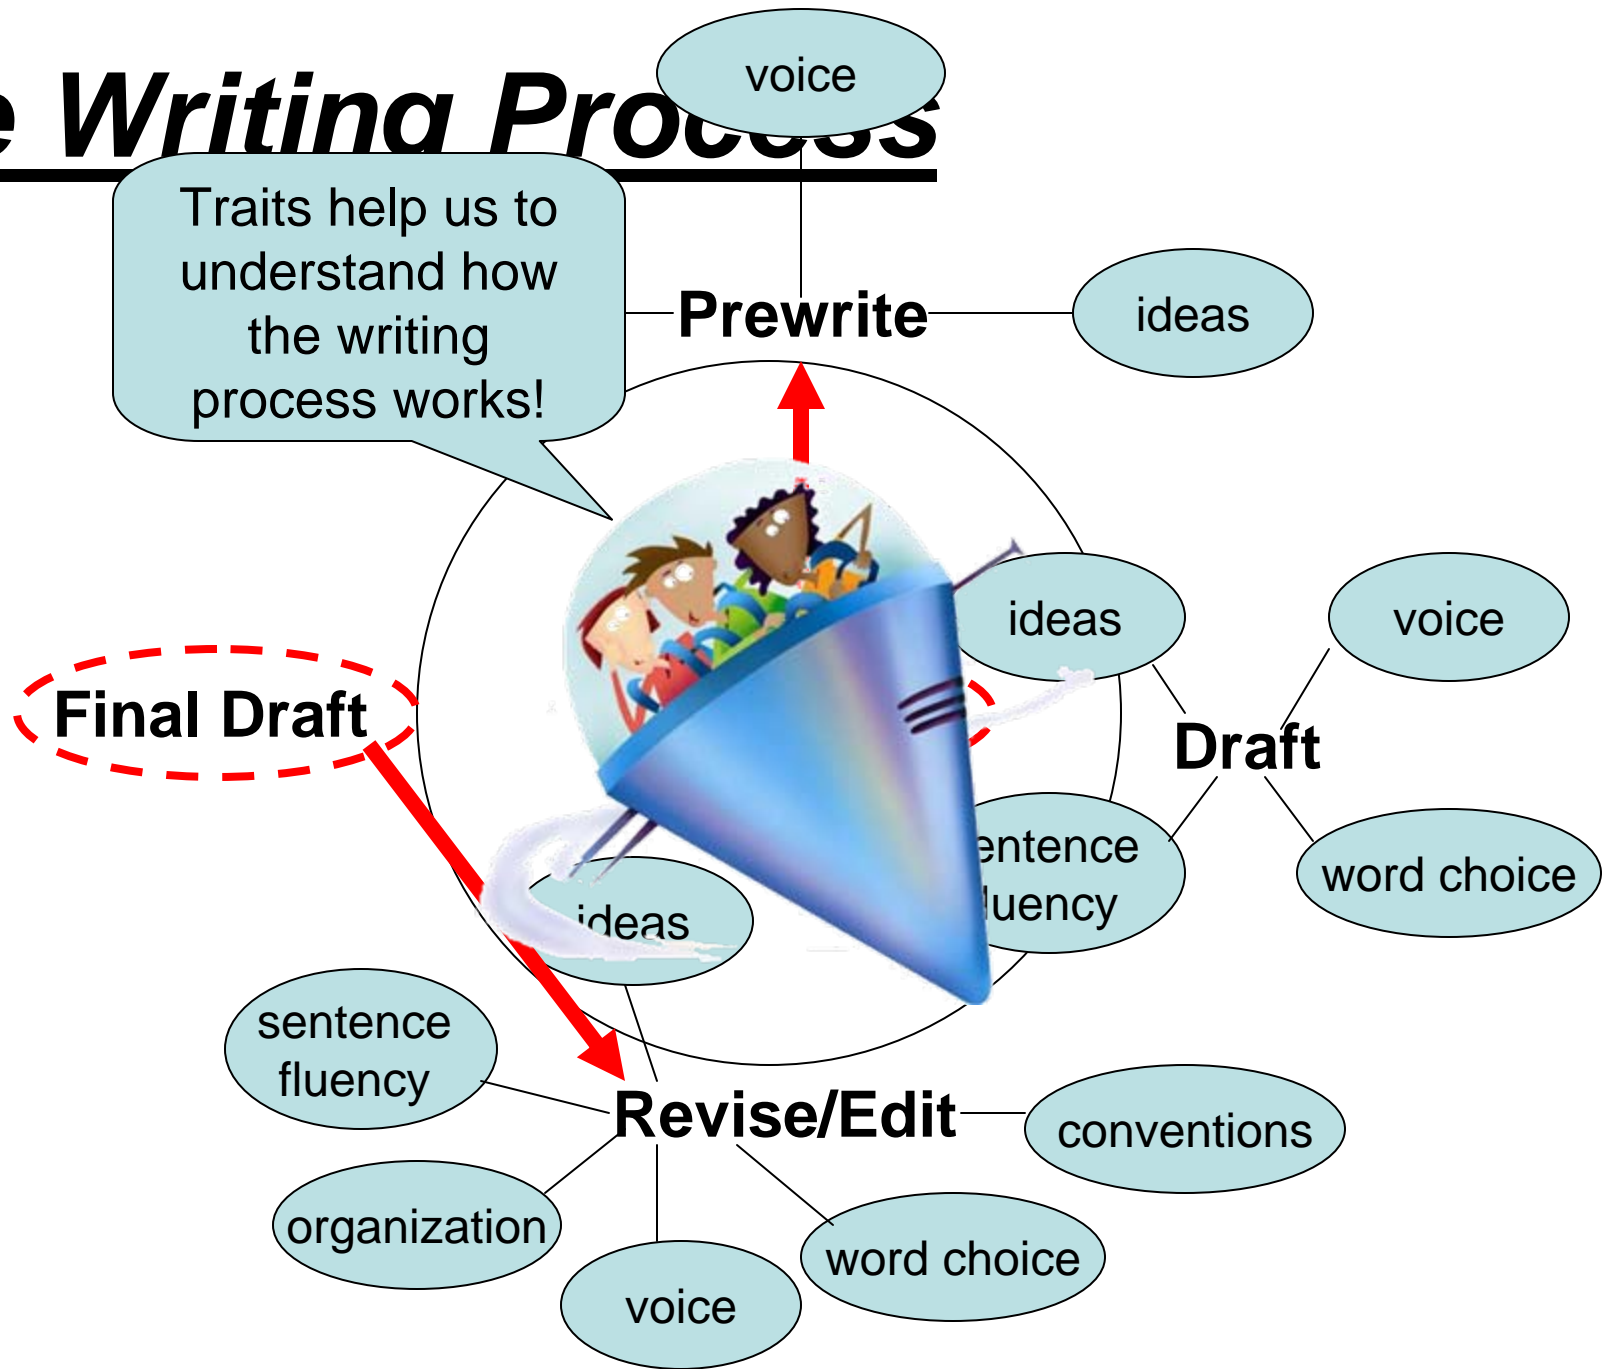 e Writing Process
voice
Traits help us to
understand how
the writing
process works!
Prewrite
ideas
ideas
voice
Final Draft
Draft
entence
luency
word choice
ideas
sentence
fluency
Revise/Edit
conventions
organization
word choice
voice